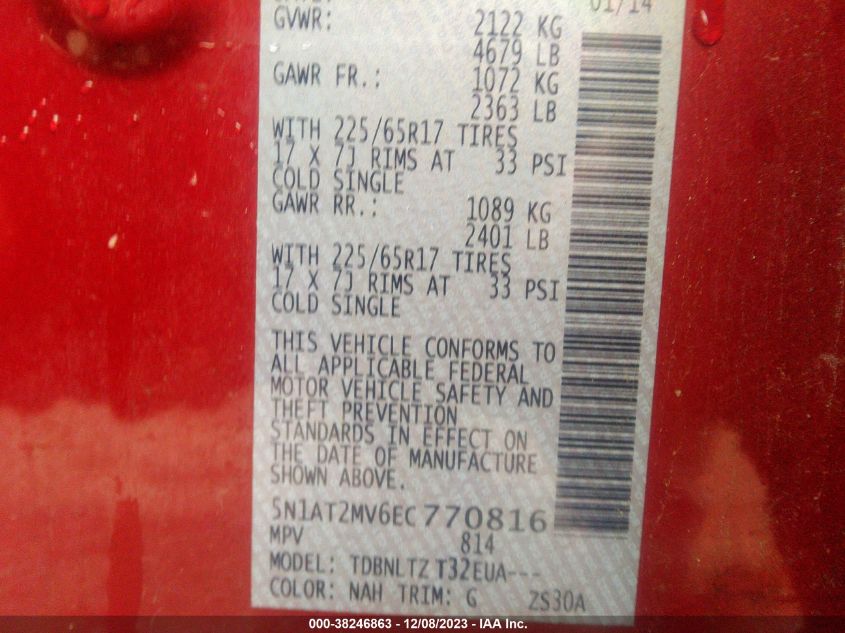 01/14
GVWR: 2122 KG
4679 LB
GAWR FR.: 1072 KG
2363 LB
WITH 225/65R17 TIRES
17 X 7J RIMS AT 33 PSI
COLD SINGLE
GAWR RR.: 1089 KG
2401 LB
WITH 225/65R17 TIRES
17 X 7J RIMS AT 33 PSI
COLD SINGLE
THIS VEHICLE CONFORMS TO
ALL APPLICABLE FEDERAL
MOTOR VEHICLE SAFETY AND
THEFT PREVENTION
STANDARDS IN EFFECT ON
THE DATE OF MANUFACTURE
SHOWN ABOVE.
5N1AT2MV6EC770816
MPV 814
MODEL: TDBNLTZ T32EUA---
COLOR: NAH TRIM: G ZS30A
000-38246863 - 12/08/2023 - IAA Inc.